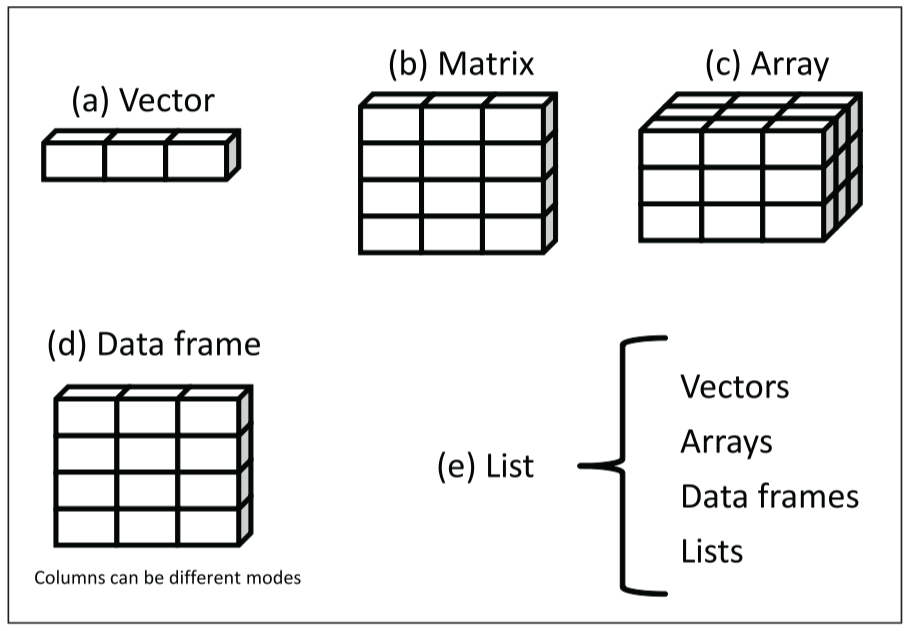 (a) Vector
(b) Matrix
(c) Array
(d) Data frame
Columns can be different modes
(e) List
Vectors
Arrays
Data frames
Lists